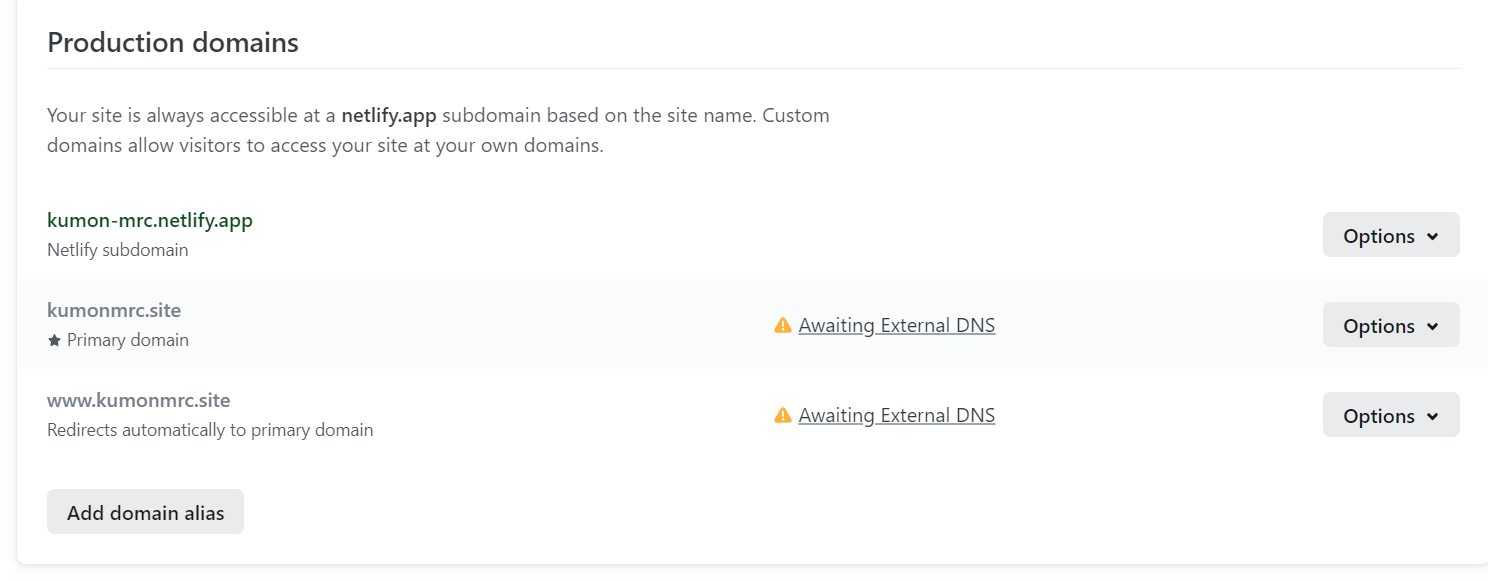 Production domains
Your site is always accessible at a netlify.app subdomain based on the site name. Custom
domains allow visitors to access your site at your own domains.
kumon-mrc.netlify.app
Netlify subdomain
Options
kumonmrc.site
Primary domain
Awaiting External DNS
Options
www.kumonmrc.site
Redirects automatically to primary domain
Awaiting External DNS
Options
Add domain alias